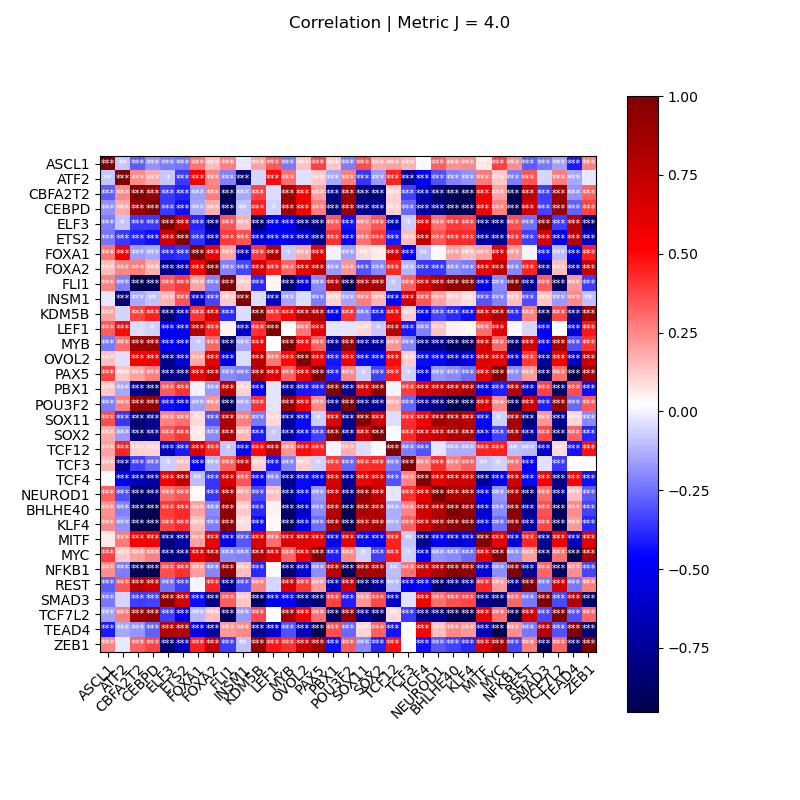 Correlation | Metric J = 4.0
ASCL1
ATF2
CBFA2T2
CEBPD
ELF3
ETS2
FOXA1
FOXA2
FLI1
INSM1
KDM5B
LEF1
MYB
OVOL2
PAX5
PBX1
POU3F2
SOX11
SOX2
TCF12
TCF3
TCF4
NEUROD1
BHLHE40
KLF4
MITF
MYC
NFKB1
REST
SMAD3
TCF7L2
TEAD4
ZEB1
ASCL1
ATF2
CBFA2T2
CEBPD
ELF3
ETS2
FOXA1
FOXA2
FLI1
INSM1
KDM5B
LEF1
MYB
OVOL2
PAX5
PBX1
POU3F2
SOX11
SOX2
TCF12
TCF3
TCF4
NEUROD1
BHLHE40
KLF4
MITF
MYC
NFKB1
REST
SMAD3
TCF7L2
TEAD4
ZEB1
1.00
0.75
0.50
0.25
0.00
−0.25
−0.50
−0.75